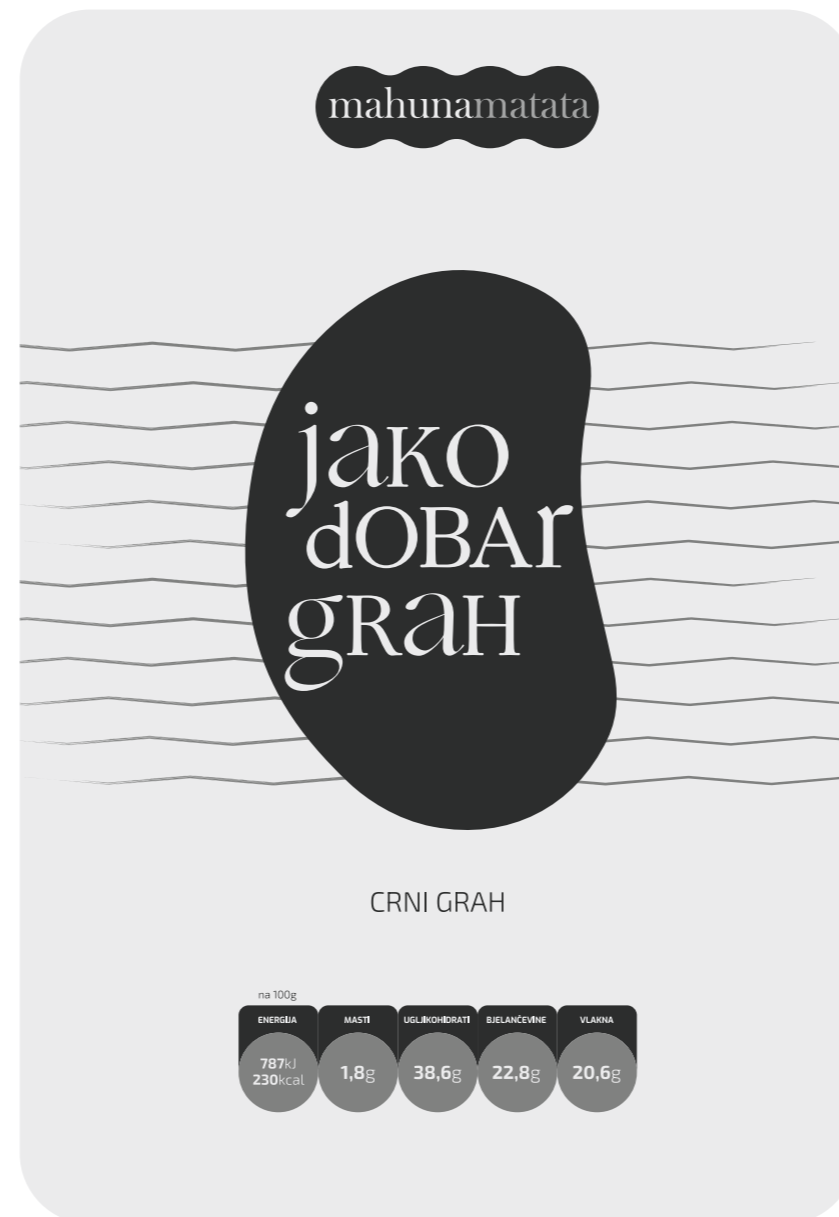 mahunamatata
jaKO
dOBAr
gRaH
CRNI GRAH
na 100g
ENERGIJA MASTI UGLJIKOHIDRATI BJELANČEVINE VLAKNA
787kJ
230kcal 1,8g 38,6g 22,8g 20,6g